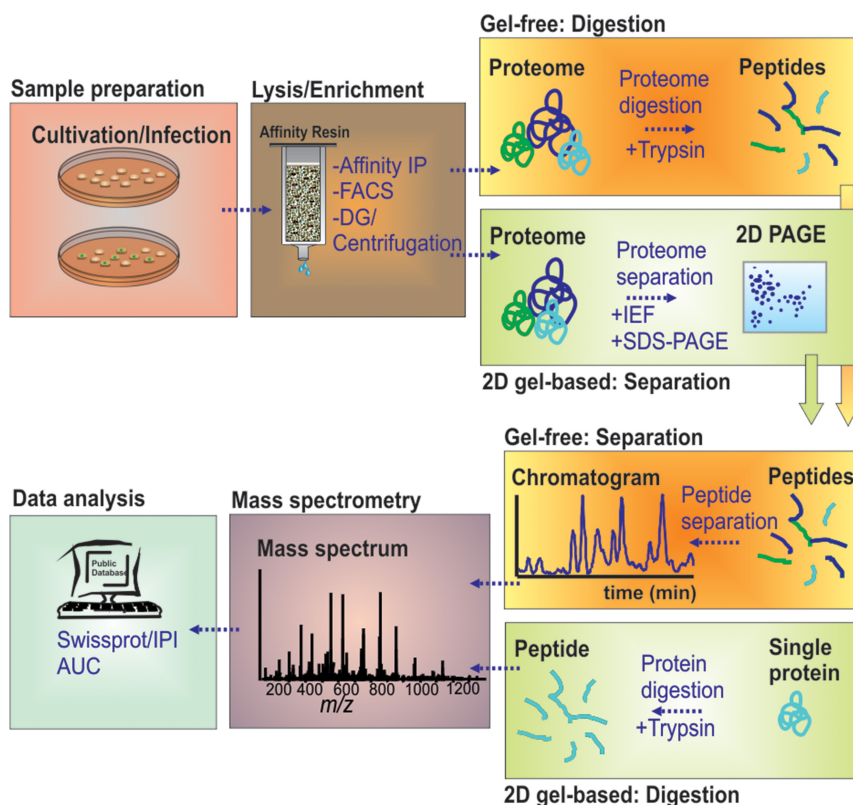 Gel-free: Digestion
Sample preparation
Lysis/Enrichment
Cultivation/Infection
Affinity Resin
-Affinity IP
-FACS
-DG/
Centrifugation
Proteome
Proteome
digestion
+Trypsin
Peptides
Proteome
Proteome
separation
+IEF
+SDS-PAGE
2D PAGE
2D gel-based: Separation
Gel-free: Separation
Chromatogram
time (min)
Peptide
separation
Peptides
Data analysis
Public
Database
Swissprot/IPI
AUC
Mass spectrometry
Mass spectrum
200 400 600 800 1000 1200
m/z
Peptide
Protein
digestion
+Trypsin
Single
protein
2D gel-based: Digestion